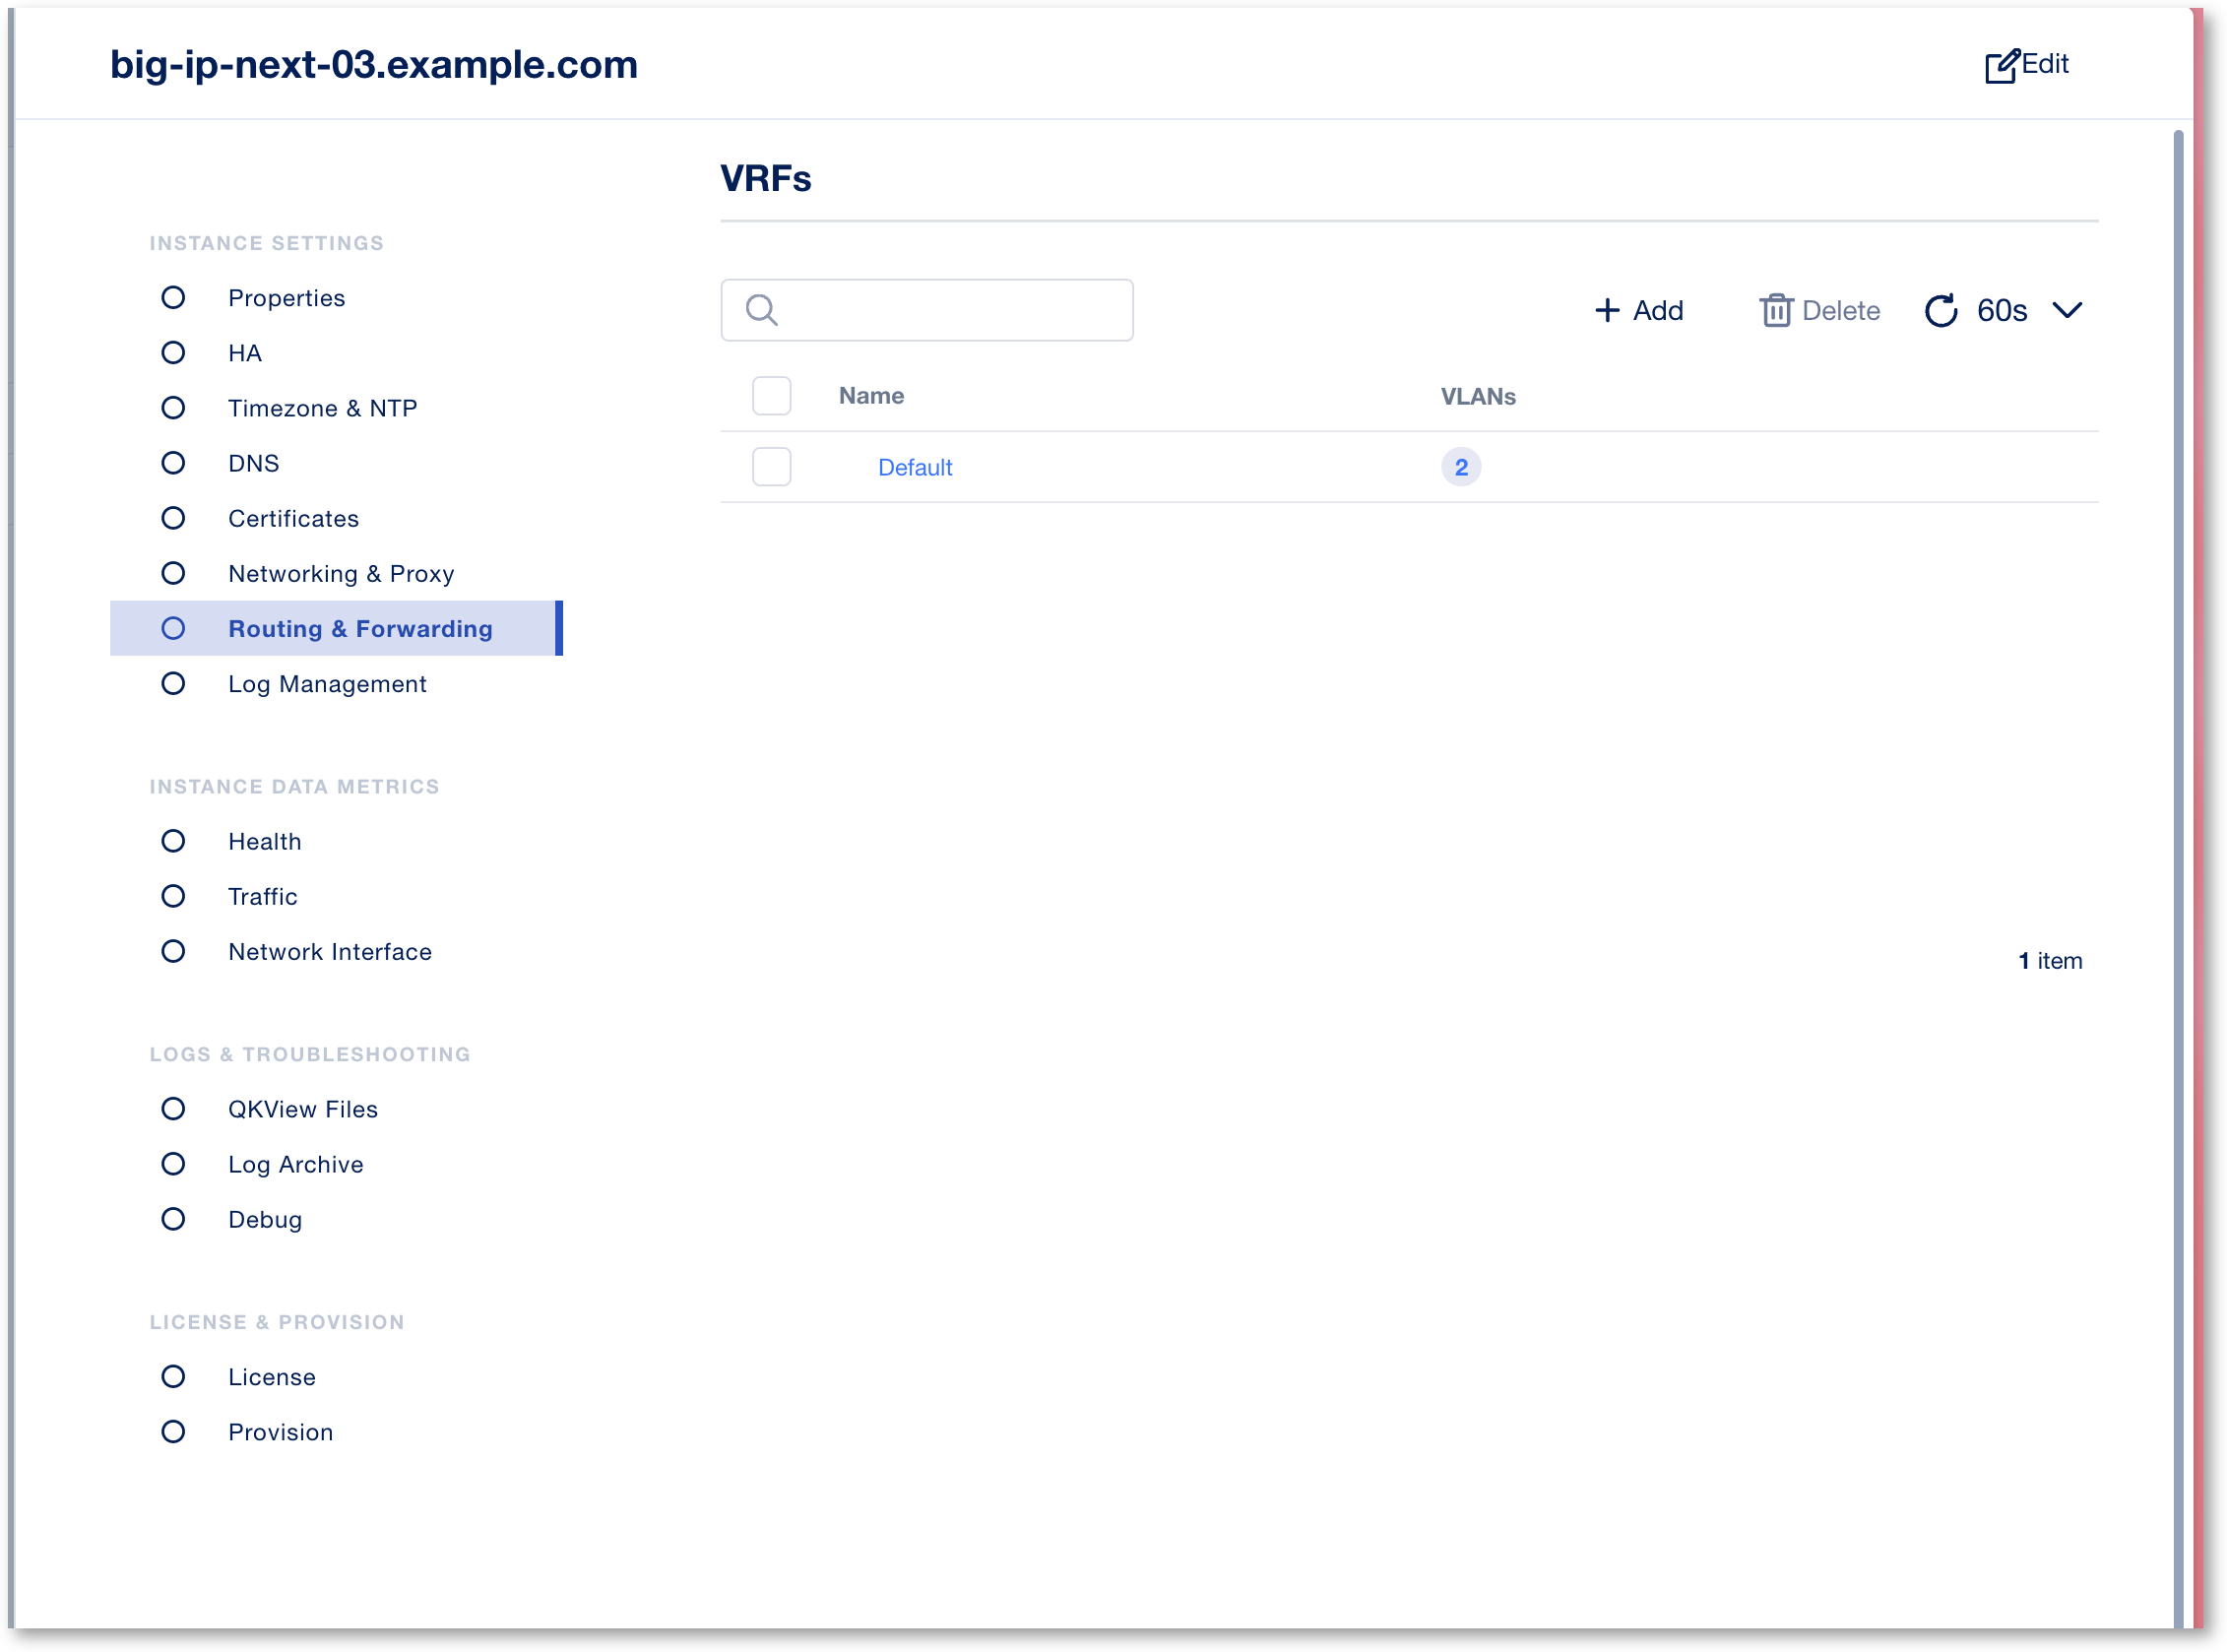 big-ip-next-03.example.com
Edit
INSTANCE SETTINGS
Properties
HA
Timezone & NTP
DNS
Certificates
Networking & Proxy
Routing & Forwarding
Log Management
INSTANCE DATA METRICS
Health
Traffic
Network Interface
LOGS & TROUBLESHOOTING
QKView Files
Log Archive
Debug
LICENSE & PROVISION
License
Provision
VRFs
+ Add Delete 60s
Name VLANs
Default 2
1 item